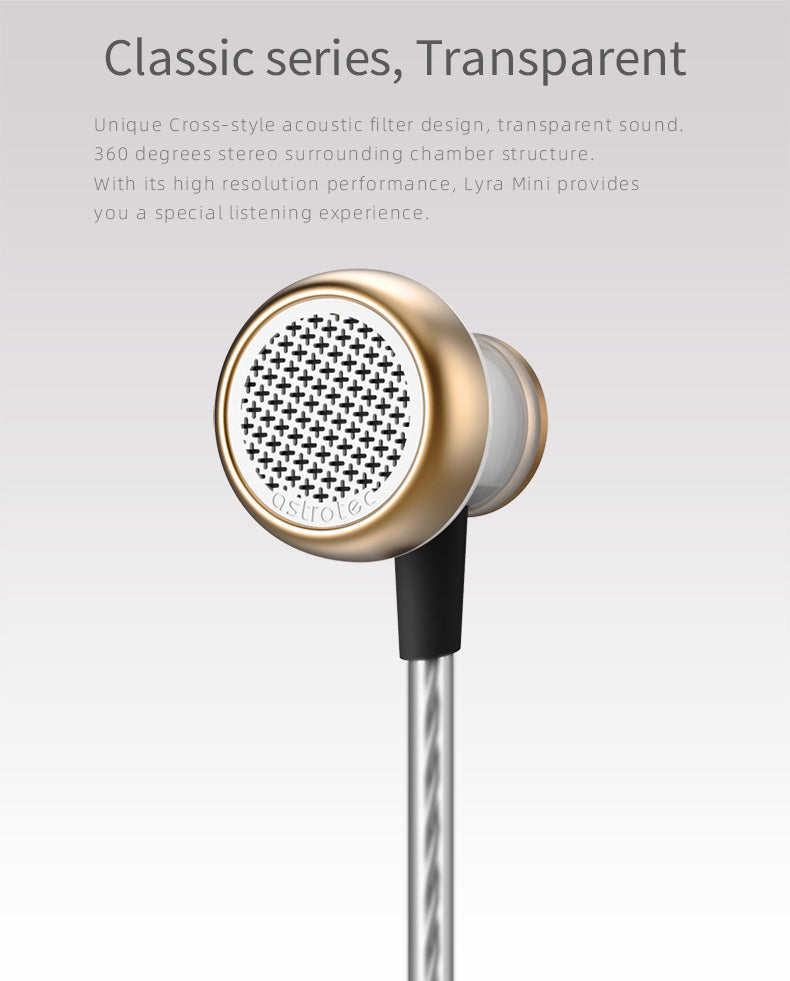 Classic series, Transparent
Unique Cross-style acoustic filter design, transparent sound.
360 degrees stereo surrounding chamber structure.
With its high resolution performance, Lyra Mini provides
you a special listening experience.
astrotec